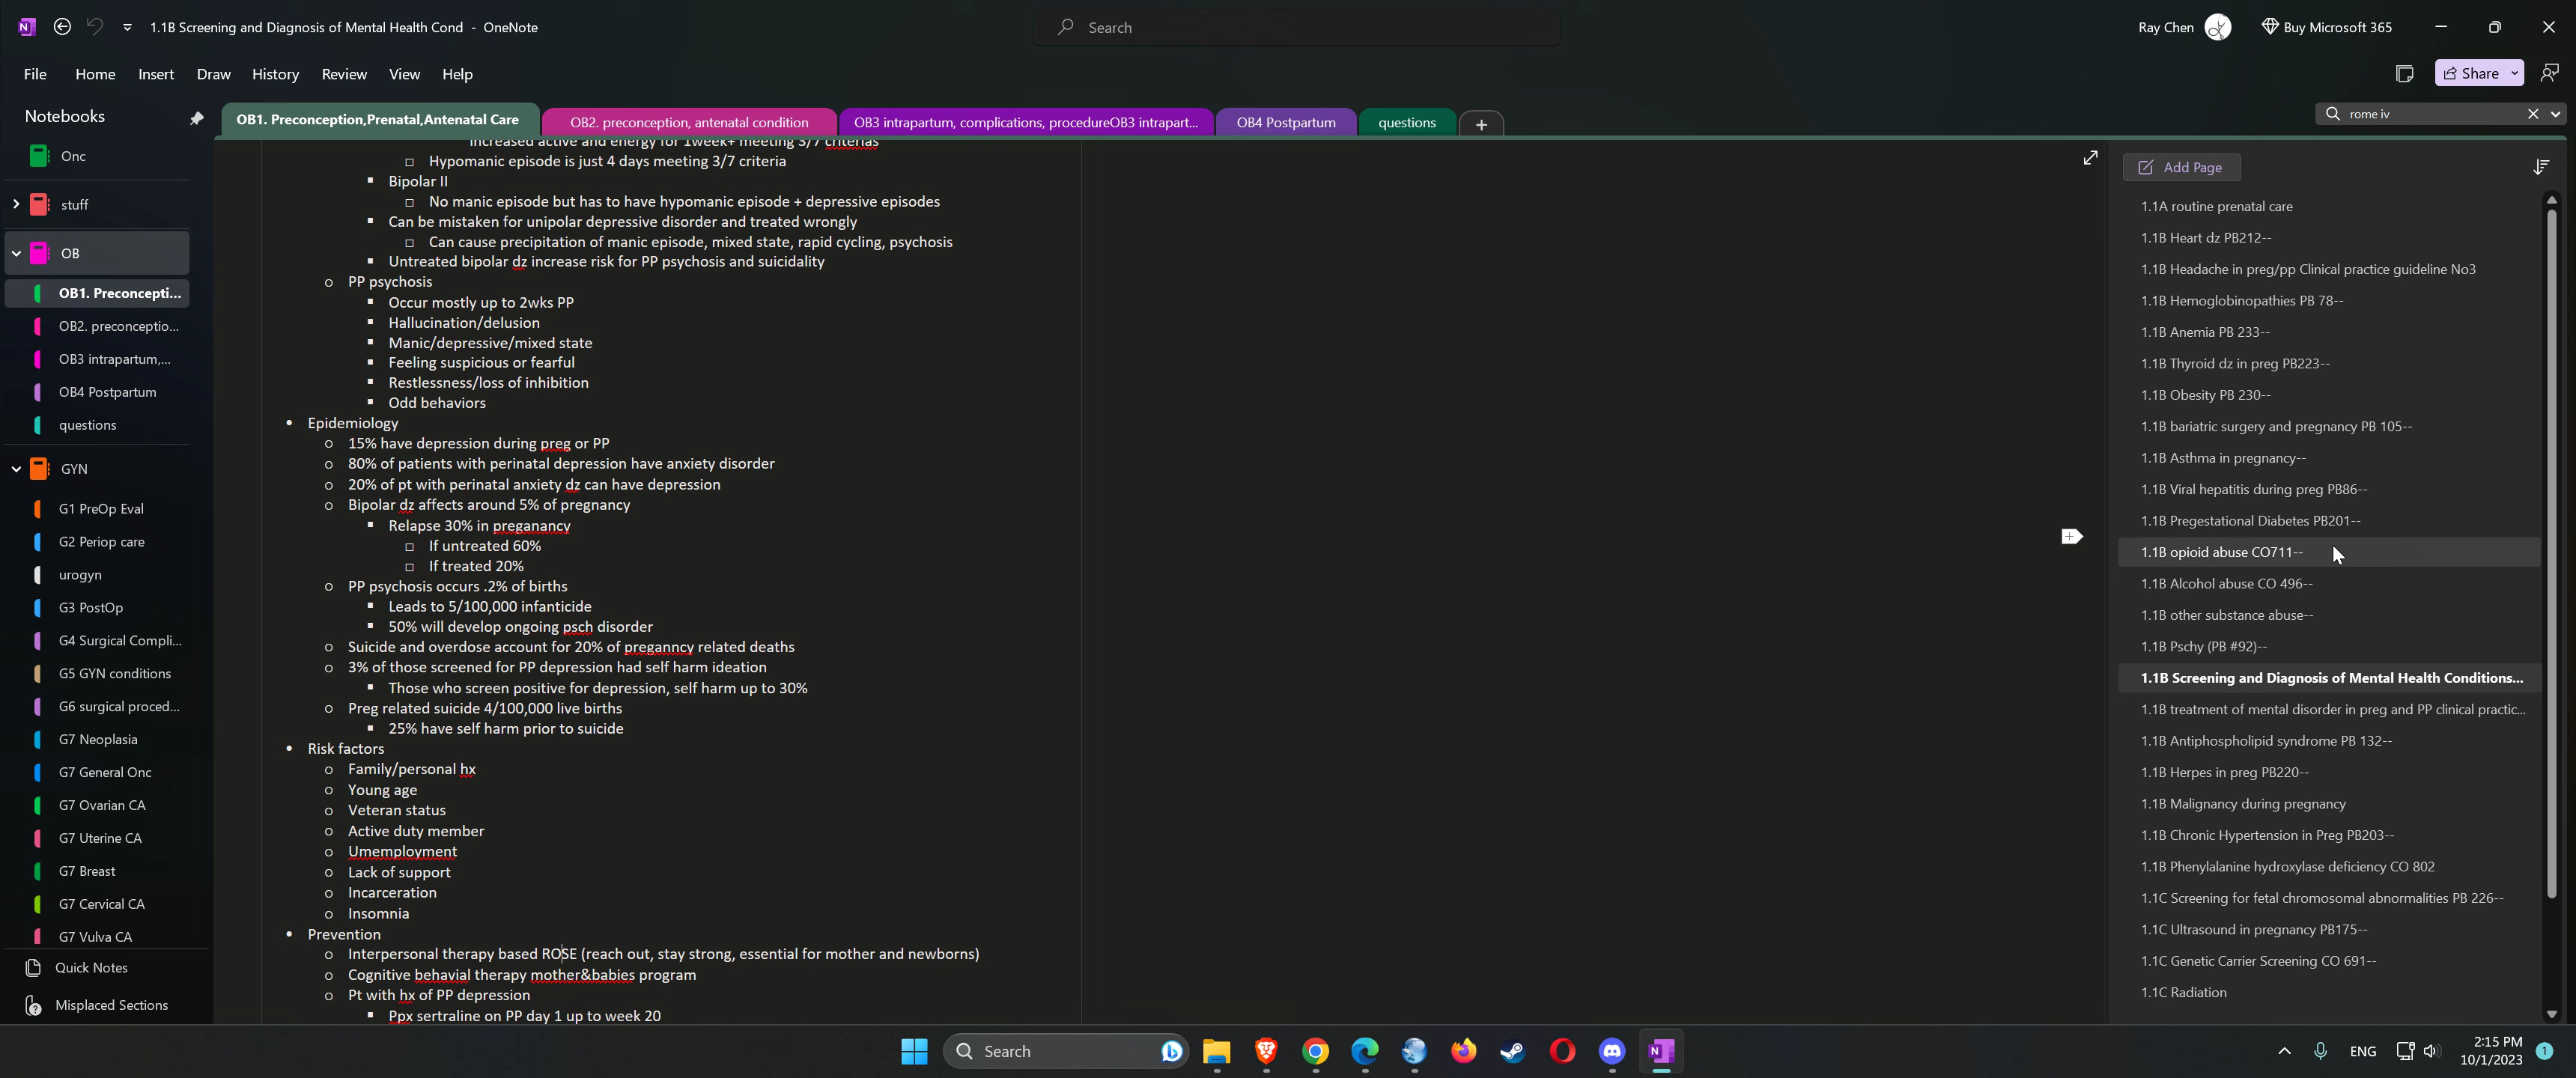 1.1B Screening and Diagnosis of Mental Health Cond - OneNote
Search
Ray Chen
Buy Microsoft 365
File Home Insert Draw History Review View Help
Share
Notebooks
OB1. Preconception,Prenatal,Antenatal Care
OB2. preconception, antenatal condition
OB3 intrapartum, complications, procedureOB3 intrapart...
OB4 Postpartum
questions
+
rome iv
Onc
stuff
OB
OB1. Preconcepti...
OB2. preconceptio...
OB3 intrapartum,...
OB4 Postpartum
questions
GYN
G1 PreOp Eval
G2 Periop care
urogyn
G3 PostOp
G4 Surgical Compli...
G5 GYN conditions
G6 surgical proced...
G7 Neoplasia
G7 General Onc
G7 Ovarian CA
G7 Uterine CA
G7 Breast
G7 Cervical CA
G7 Vulva CA
Quick Notes
Misplaced Sections
increased active and energy for 1week+ meeting 3/7 criterias
Hypomanic episode is just 4 days meeting 3/7 criteria
Bipolar II
No manic episode but has to have hypomanic episode + depressive episodes
Can be mistaken for unipolar depressive disorder and treated wrongly
Can cause precipitation of manic episode, mixed state, rapid cycling, psychosis
Untreated bipolar dz increase risk for PP psychosis and suicidality
PP psychosis
Occur mostly up to 2wks PP
Hallucination/delusion
Manic/depressive/mixed state
Feeling suspicious or fearful
Restlessness/loss of inhibition
Odd behaviors
Epidemiology
15% have depression during preg or PP
80% of patients with perinatal depression have anxiety disorder
20% of pt with perinatal anxiety dz can have depression
Bipolar dz affects around 5% of pregnancy
Relapse 30% in preganancy
If untreated 60%
If treated 20%
PP psychosis occurs .2% of births
Leads to 5/100,000 infanticide
50% will develop ongoing psch disorder
Suicide and overdose account for 20% of preganncy related deaths
3% of those screened for PP depression had self harm ideation
Those who screen positive for depression, self harm up to 30%
Preg related suicide 4/100,000 live births
25% have self harm prior to suicide
Risk factors
Family/personal hx
Young age
Veteran status
Active duty member
Umemployment
Lack of support
Incarceration
Insomnia
Prevention
Interpersonal therapy based ROSE (reach out, stay strong, essential for mother and newborns)
Cognitive behavial therapy mother&babies program
Pt with hx of PP depression
Ppx sertraline on PP day 1 up to week 20
Add Page
1.1A routine prenatal care
1.1B Heart dz PB212--
1.1B Headache in preg/pp Clinical practice guideline No3
1.1B Hemoglobinopathies PB 78--
1.1B Anemia PB 233--
1.1B Thyroid dz in preg PB223--
1.1B Obesity PB 230--
1.1B bariatric surgery and pregnancy PB 105--
1.1B Asthma in pregnancy--
1.1B Viral hepatitis during preg PB86--
1.1B Pregestational Diabetes PB201--
1.1B opioid abuse CO711--
1.1B Alcohol abuse CO 496--
1.1B other substance abuse--
1.1B Pschy (PB #92)--
1.1B Screening and Diagnosis of Mental Health Conditions...
1.1B treatment of mental disorder in preg and PP clinical practic...
1.1B Antiphospholipid syndrome PB 132--
1.1B Herpes in preg PB220--
1.1B Malignancy during pregnancy
1.1B Chronic Hypertension in Preg PB203--
1.1B Phenylalanine hydroxylase deficiency CO 802
1.1C Screening for fetal chromosomal abnormalities PB 226--
1.1C Ultrasound in pregnancy PB175--
1.1C Genetic Carrier Screening CO 691--
1.1C Radiation
Search
ENG
2:15 PM
10/1/2023
1